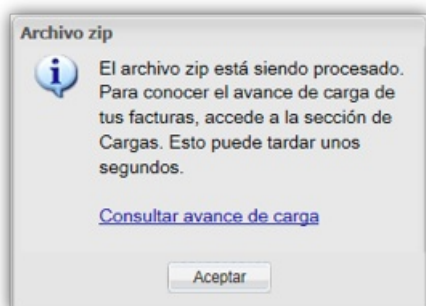 Archivo zip
El archivo zip está siendo procesado.
Para conocer el avance de carga de
tus facturas, accede a la sección de
Cargas. Esto puede tardar unos
segundos.
Consultar avance de carga
Aceptar